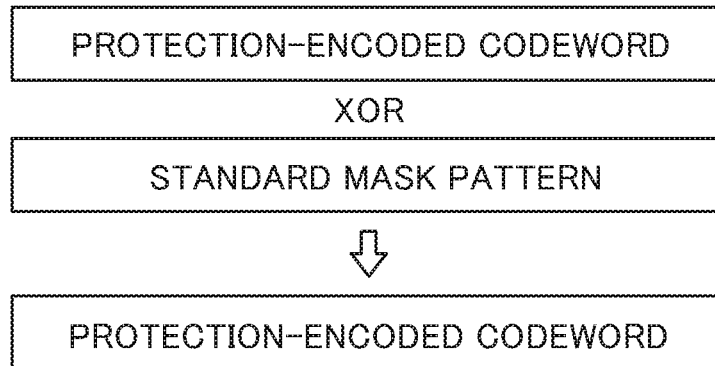 PROTECTION-ENCODED CODEWORD
XOR
STANDARD MASK PATTERN
PROTECTION-ENCODED CODEWORD